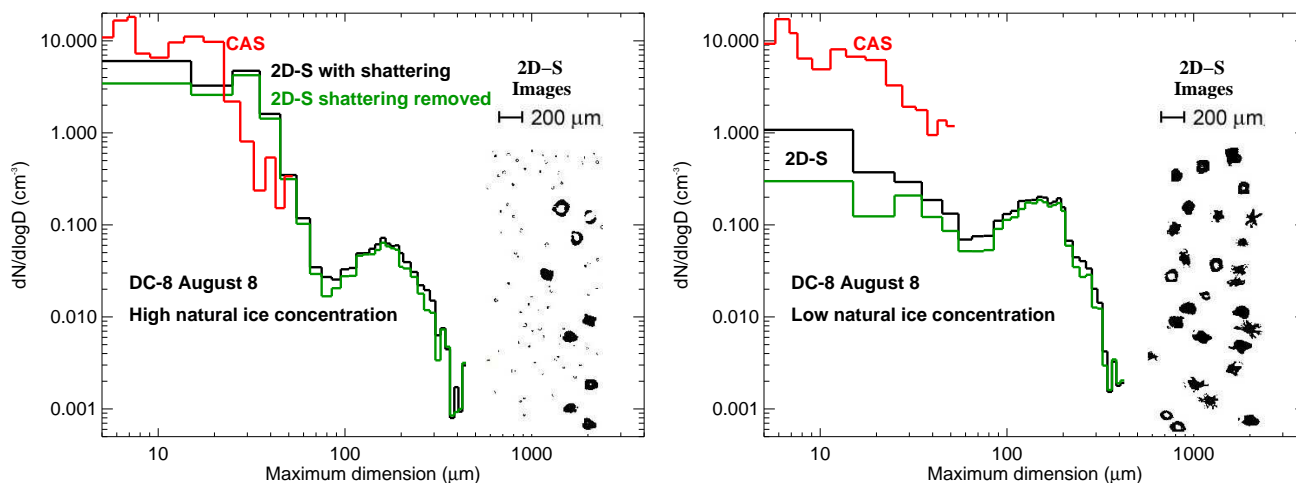 10.000
1.000
0.100
0.010
0.001
dN/dlogD (cm⁻³)
CAS
2D-S with shattering
2D-S shattering removed
2D–S
Images
200 μm
DC-8 August 8
High natural ice concentration
10
100
1000
Maximum dimension (μm)
10.000
1.000
0.100
0.010
0.001
dN/dlogD (cm⁻³)
CAS
2D-S
2D–S
Images
200 μm
DC-8 August 8
Low natural ice concentration
10
100
1000
Maximum dimension (μm)